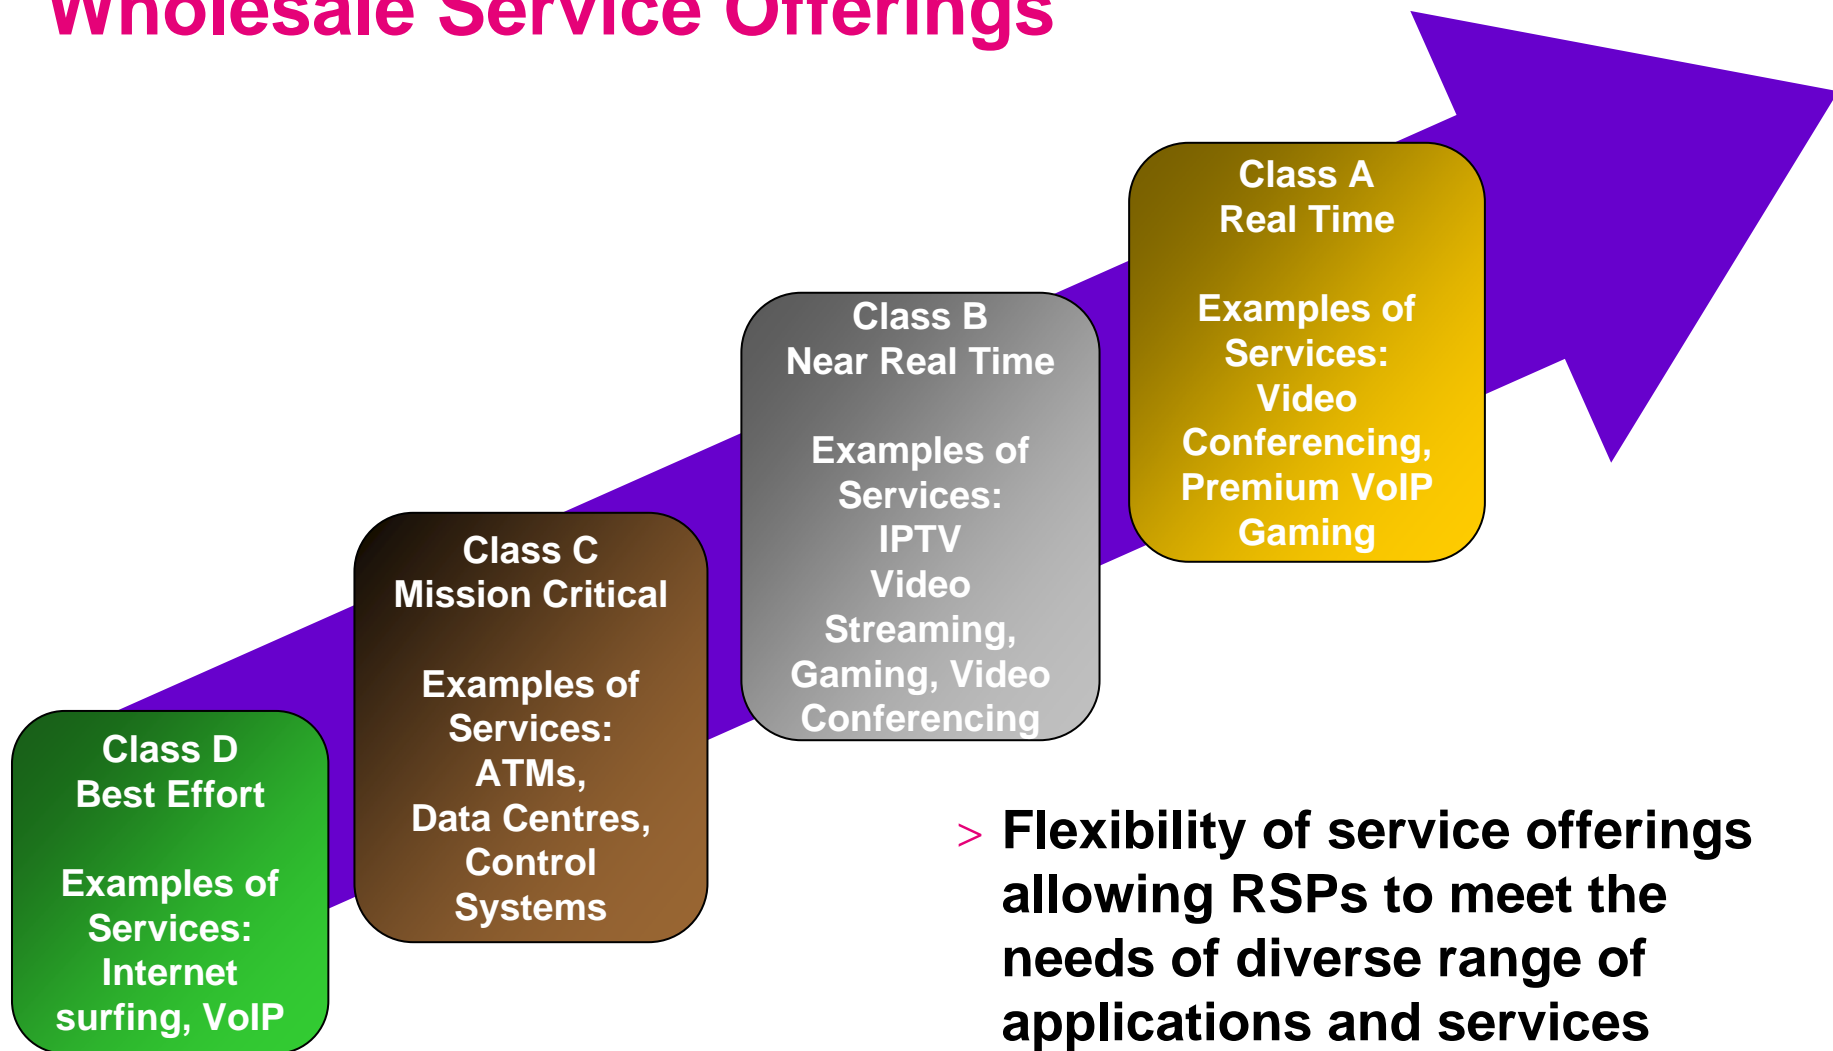 Wholesale Service Offerings
Class A
Real Time
Examples of
Services:
Video
Conferencing,
Premium VoIP
Gaming
Class B
Near Real Time
Examples of
Services:
IPTV
Video
Streaming,
Gaming, Video
Conferencing
Class C
Mission Critical
Examples of
Services:
ATMs,
Data Centres,
Control
Systems
Class D
Best Effort
Examples of
Services:
Internet
surfing, VoIP
> Flexibility of service offerings
allowing RSPs to meet the
needs of diverse range of
applications and services